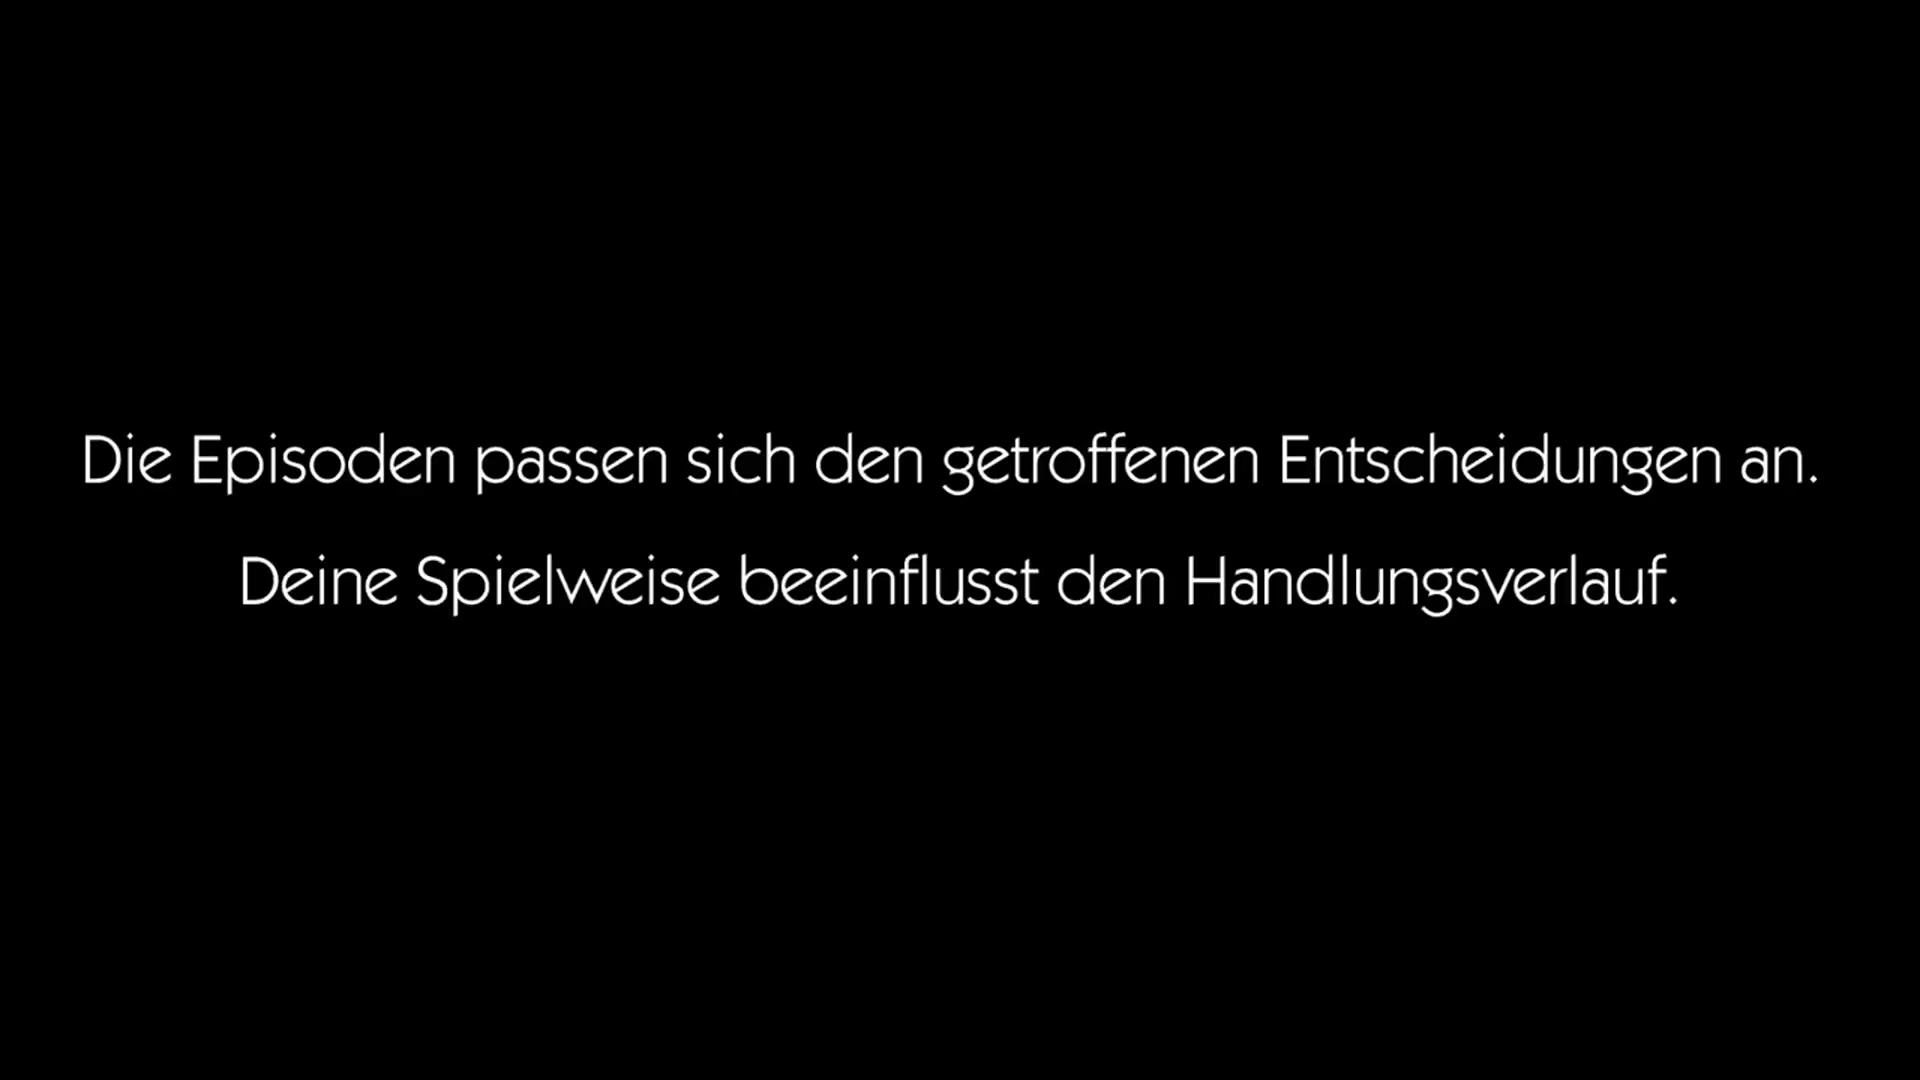 Die Episoden passen sich den getroffenen Entscheidungen an.
Deine Spielweise beeinflusst den Handlungsverlauf.